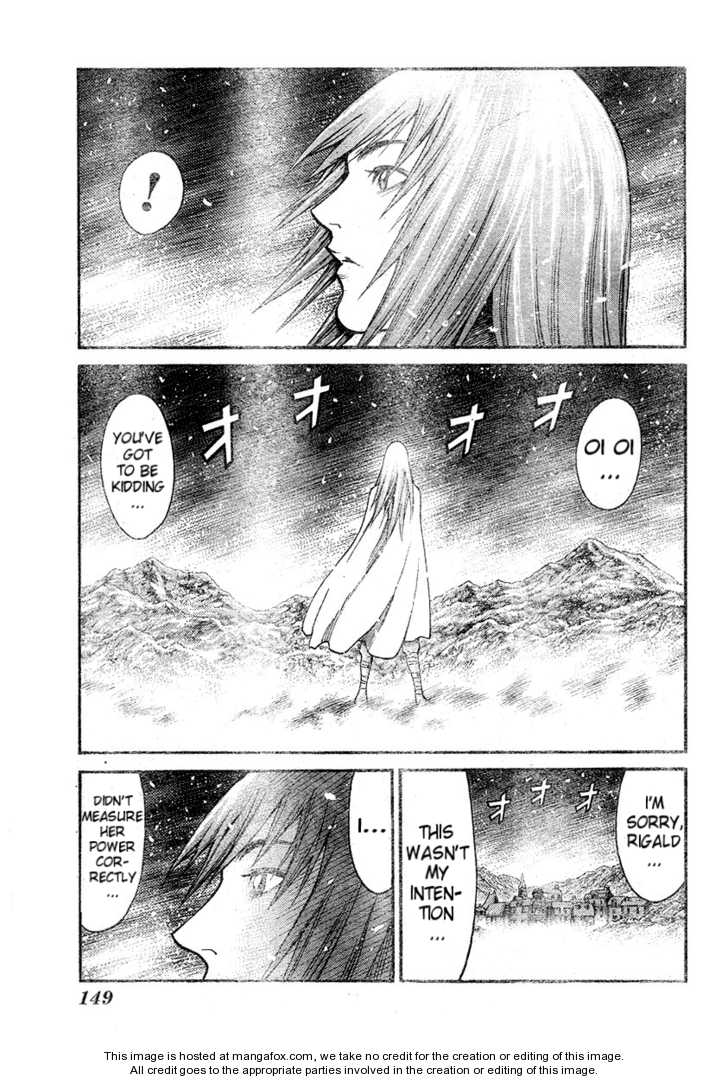 !
OI OI
...
オ オ オ オ
YOU'VE
GOT
TO BE
KIDDING
...
I'M
SORRY,
RIGALD
...
オ オ オ
THIS
WASN'T
MY
INTEN-
TION
...
I...
DIDN'T
MEASURE
HER
POWER
COR-
RECTLY
...
149
This image is hosted at mangafox.com, we take no credit for the creation or editing of this image.
All credit goes to the appropriate parties involved in the creation or editing of this image.